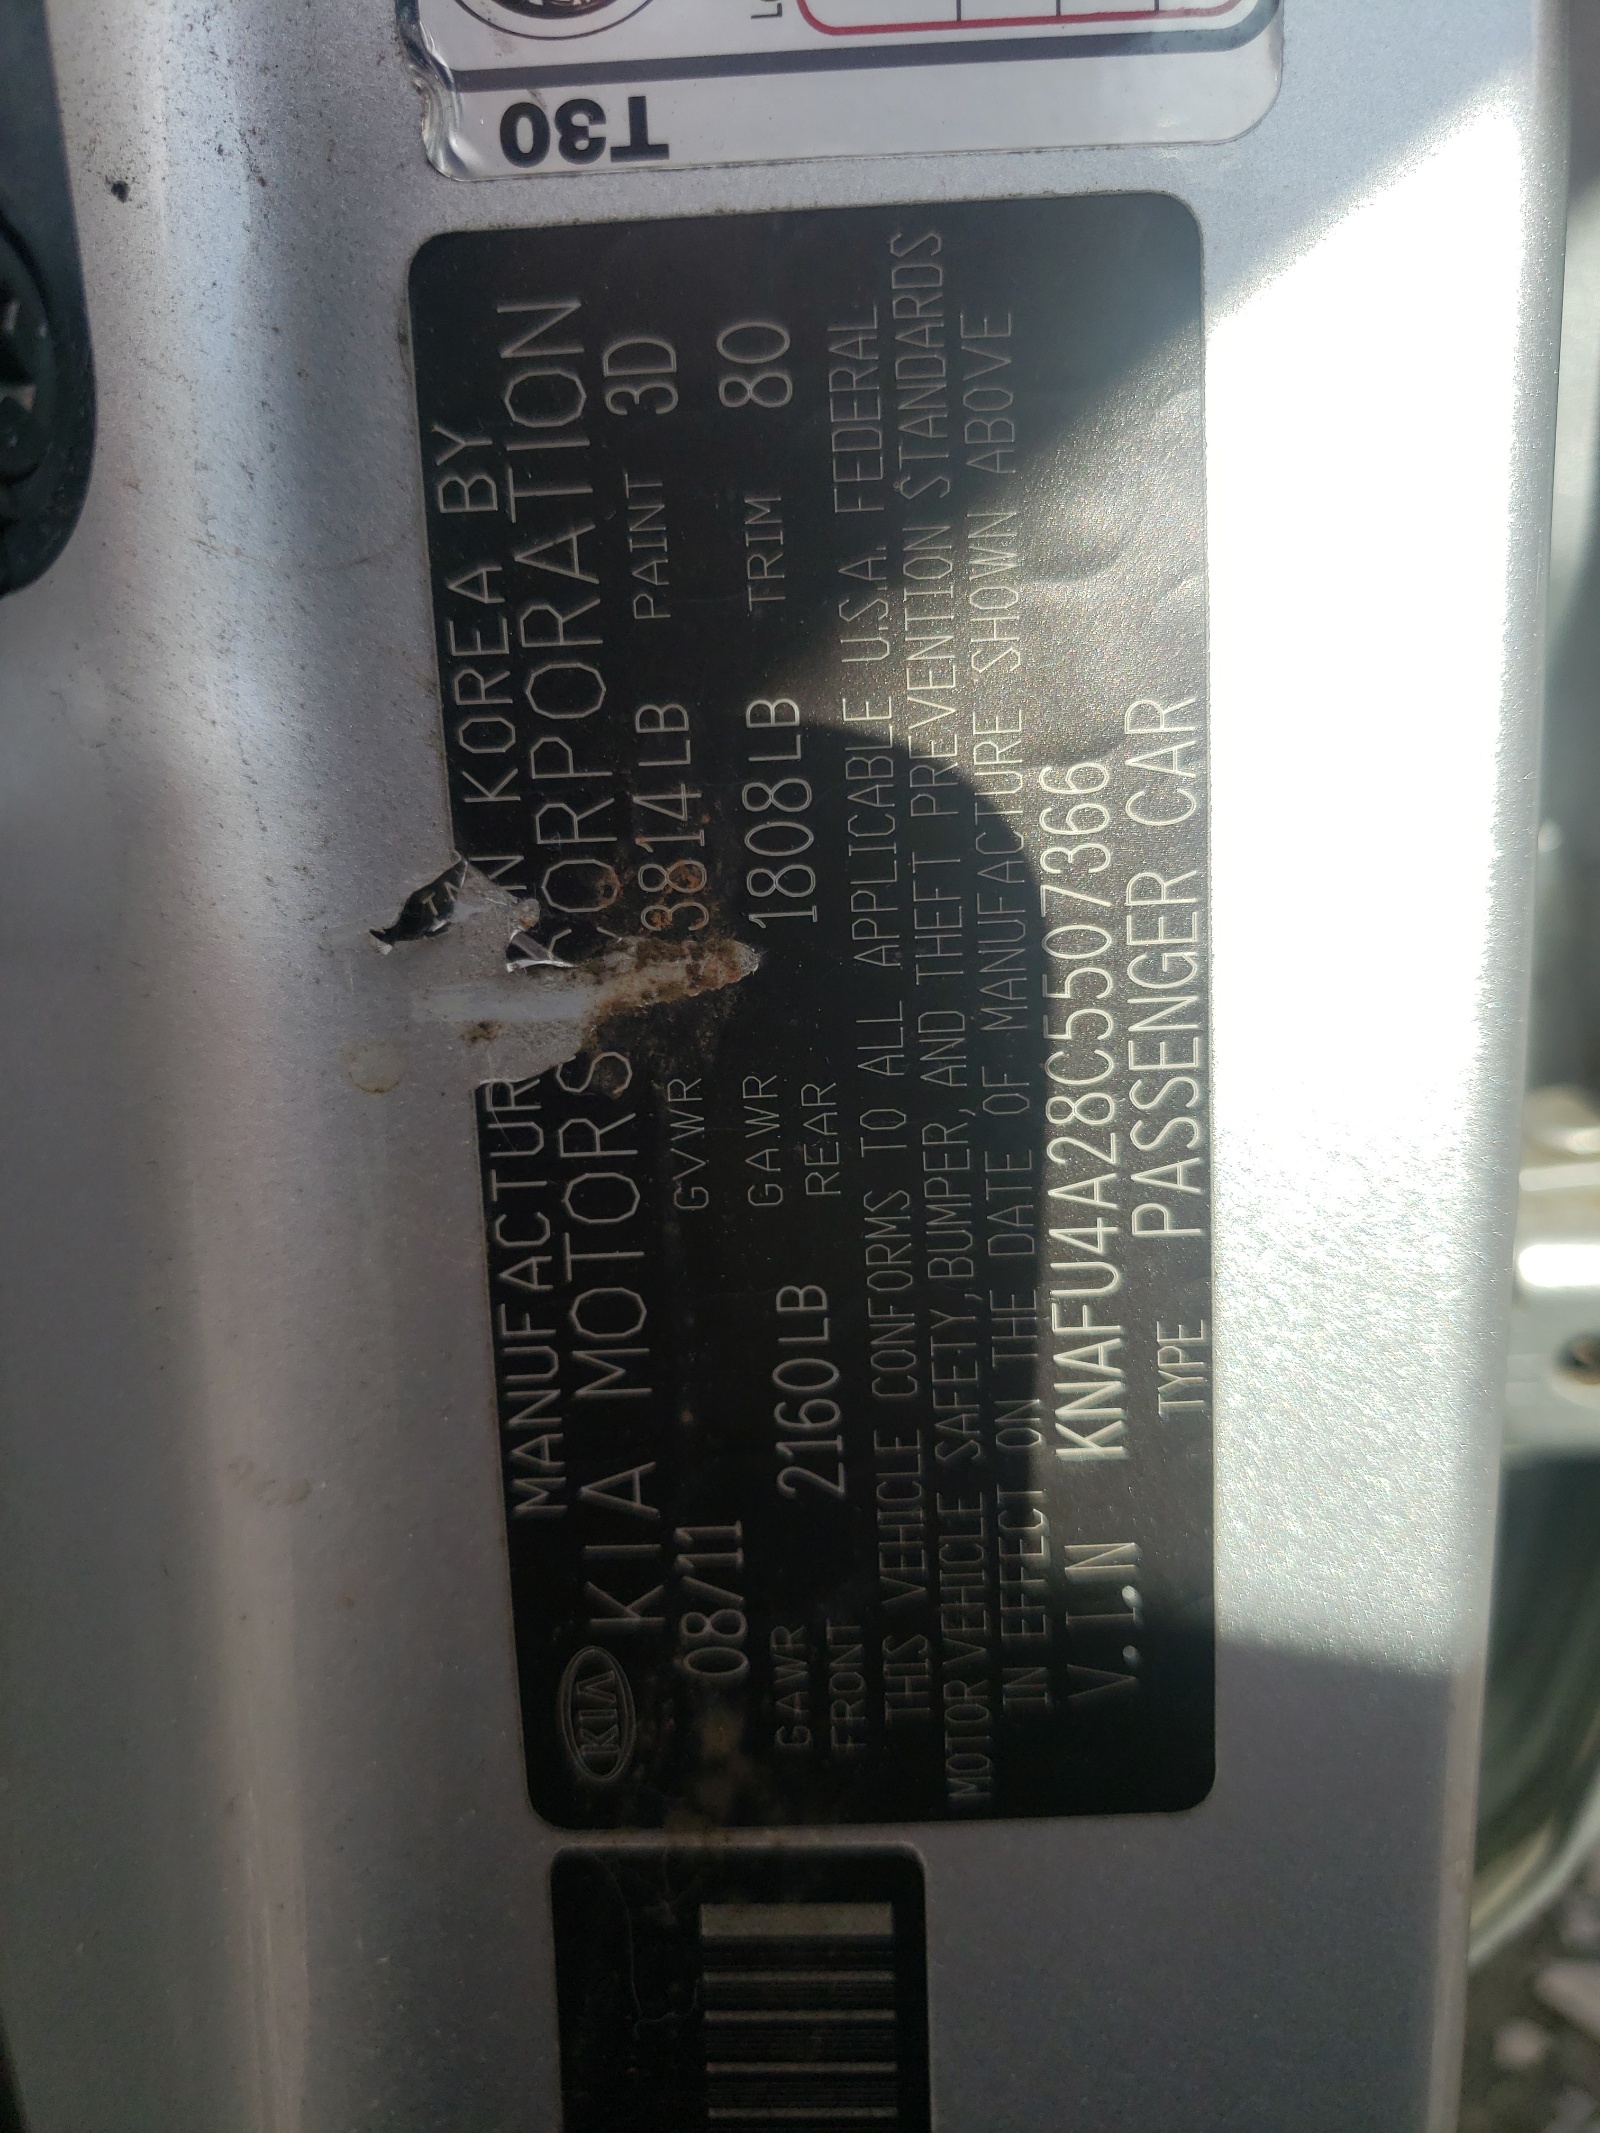 T30
MANUFACTUR N KOREA BY
KIA KIA MOTORS CORPORATION
08/11 GVWR 3814LB PAINT 3D
GAWR FRONT 2160LB GAWR REAR 1808LB TRIM 80
THIS VEHICLE CONFORMS TO ALL APPLICABLE U.S.A. FEDERAL
MOTOR VEHICLE SAFETY, BUMPER, AND THEFT PREVENTION STANDARDS
IN EFFECT ON THE DATE OF MANUFACTURE SHOWN ABOVE
V.I.N KNAFU4A28C5507366
TYPE PASSENGER CAR